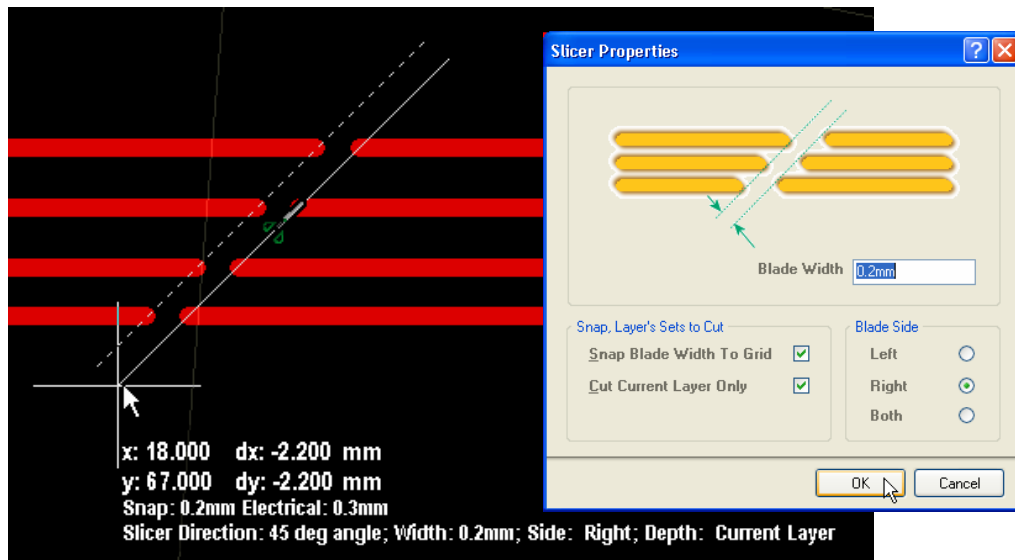 Slicer Properties
Blade Width 0.2mm
Snap, Layer's Sets to Cut
Snap Blade Width To Grid
Cut Current Layer Only
Blade Side
Left
Right
Both
OK
Cancel
x: 18.000 dx: -2.200 mm
y: 67.000 dy: -2.200 mm
Snap: 0.2mm Electrical: 0.3mm
Slicer Direction: 45 deg angle; Width: 0.2mm; Side: Right; Depth: Current Layer